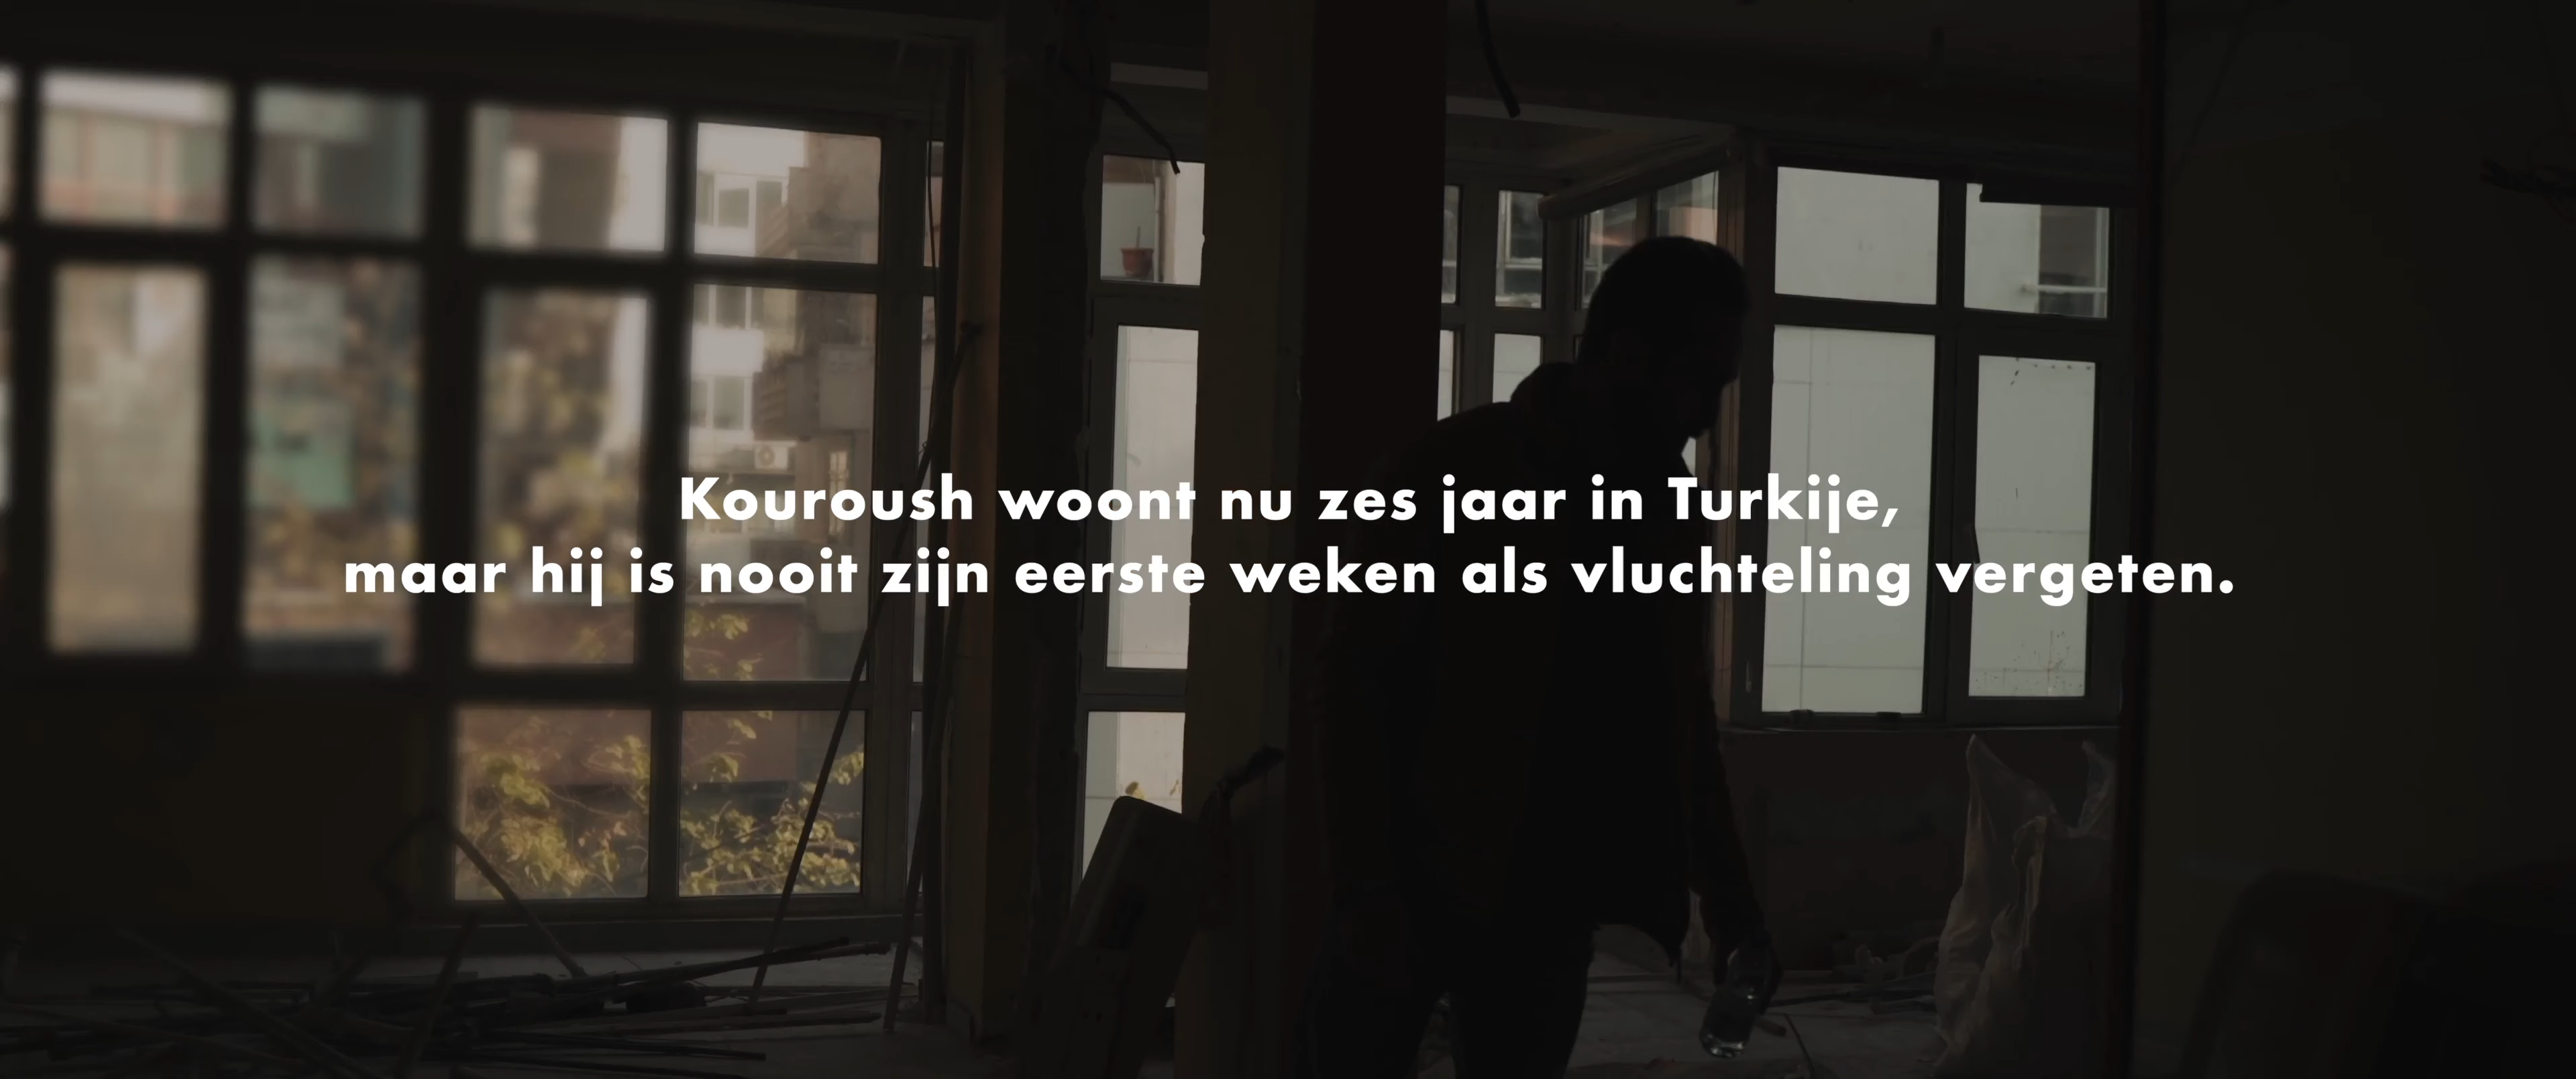 Kouroush woont nu zes jaar in Turkije,
maar hij is nooit zijn eerste weken als vluchteling vergeten.